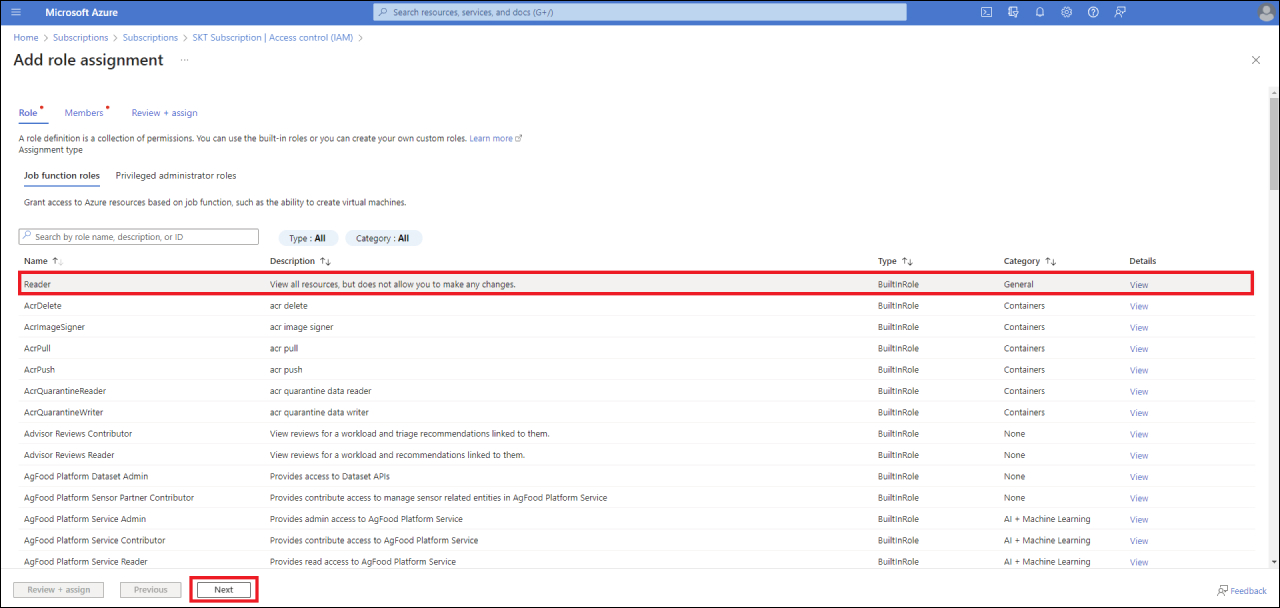 Microsoft Azure
Search resources, services, and docs (G+/)
Home > Subscriptions > Subscriptions > SKT Subscription | Access control (IAM) >
Add role assignment ...
Role Members Review + assign
A role definition is a collection of permissions. You can use the built-in roles or you can create your own custom roles. Learn more
Assignment type
Job function roles Privileged administrator roles
Grant access to Azure resources based on job function, such as the ability to create virtual machines.
Search by role name, description, or ID Type : All Category : All
Name ↑↓ Description ↑↓ Type ↑↓ Category ↑↓ Details
Reader View all resources, but does not allow you to make any changes. BuiltInRole General View
AcrDelete acr delete BuiltInRole Containers View
AcrImageSigner acr image signer BuiltInRole Containers View
AcrPull acr pull BuiltInRole Containers View
AcrPush acr push BuiltInRole Containers View
AcrQuarantineReader acr quarantine data reader BuiltInRole Containers View
AcrQuarantineWriter acr quarantine data writer BuiltInRole Containers View
Advisor Reviews Contributor View reviews for a workload and triage recommendations linked to them. BuiltInRole None View
Advisor Reviews Reader View reviews for a workload and recommendations linked to them. BuiltInRole None View
AgFood Platform Dataset Admin Provides access to Dataset APIs BuiltInRole None View
AgFood Platform Sensor Partner Contributor Provides contribute access to manage sensor related entities in AgFood Platform Service BuiltInRole None View
AgFood Platform Service Admin Provides admin access to AgFood Platform Service BuiltInRole AI + Machine Learning View
AgFood Platform Service Contributor Provides contribute access to AgFood Platform Service BuiltInRole AI + Machine Learning View
AgFood Platform Service Reader Provides read access to AgFood Platform Service BuiltInRole AI + Machine Learning View
Review + assign Previous Next Feedback